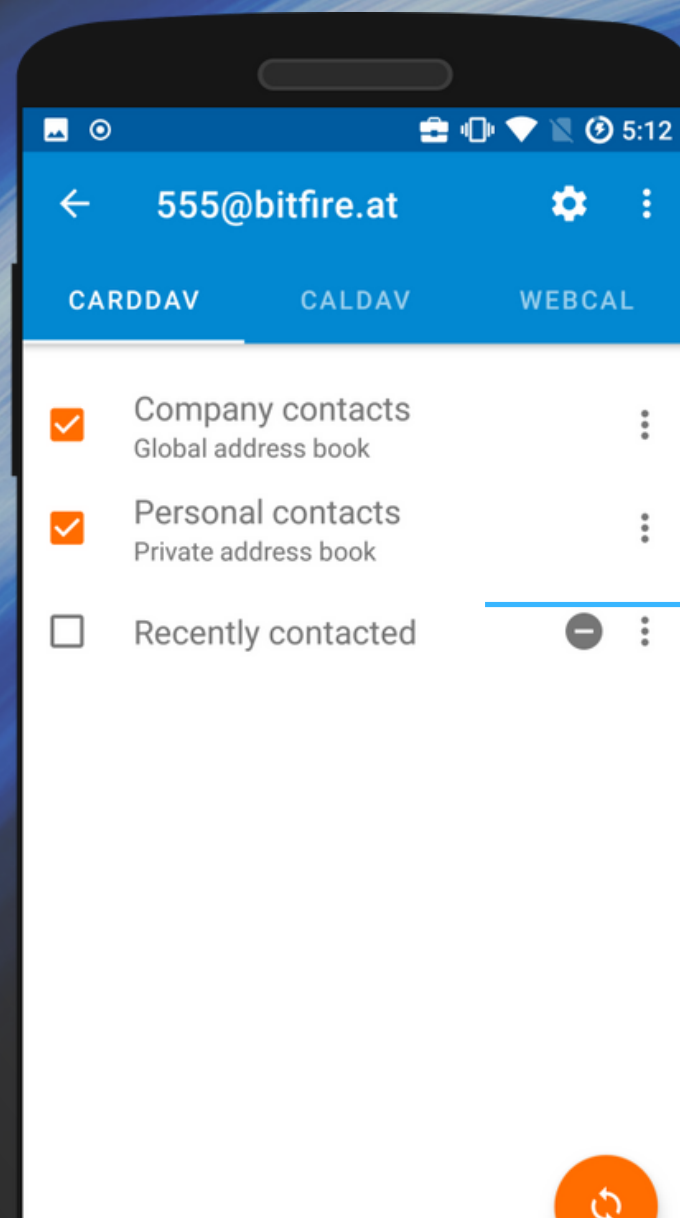 5:12
555@bitfire.at
CARDDAV CALDAV WEBCAL
Company contacts
Global address book
Personal contacts
Private address book
Recently contacted